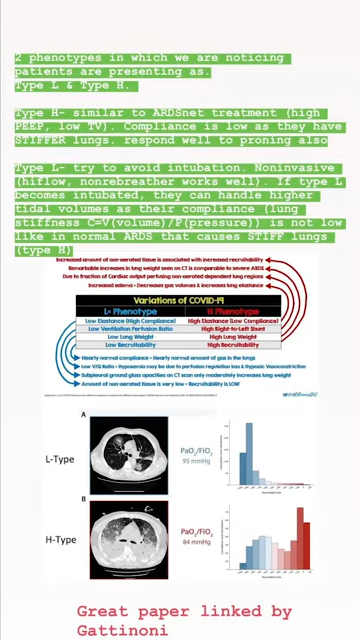 2 phenotypes in which we are noticing
patients are presenting as.
Type L & Type H.
Type H- similar to ARDSnet treatment (high
PEEP, low TV). Compliance is low as they have
STIFFER lungs. respond well to proning also
Type L- try to avoid intubation. Noninvasive
(hiflow, nonrebreather works well). If type L
becomes intubated, they can handle higher
tidal volumes as their compliance (lung
stiffness C=V(volume)/P(pressure)) is not low
like in normal ARDS that causes STIFF lungs
(type H)
Increased amount of non-aerated tissue is associated with increased recruitability
Remarkable increases in lung weight seen as CT is comparable to severe ARDS
Due to fraction of Cardiac output perfusing non-aerated dependent lung regions
Increased edema • Decreases gas volumes & increases lung elastance
Variations of COVID-19
L• Phenotype H Phenotype
Low Elastance (High Compliance) High Elastance (Low Compliance)
Low Ventilation Perfusion Ratio High Right-to-Left Shunt
Low Lung Weight High Lung Weight
Low Recruitability High Recruitability
Nearly normal compliance • Nearly normal amount of gas in the lungs
Low V/Q Ratio • Hypoxemia may be due to perfusion regulation loss & Hypoxic Vasoconstriction
Subpleural ground glass opacities on CT scan only moderately increases lung weight
Amount of non-aerated tissue is very low • Recruitability is LOW
A
L-Type
PaO2/FiO2
95 mmHg
B
H-Type
PaO2/FiO2
84 mmHg
Great paper linked by
Gattinoni